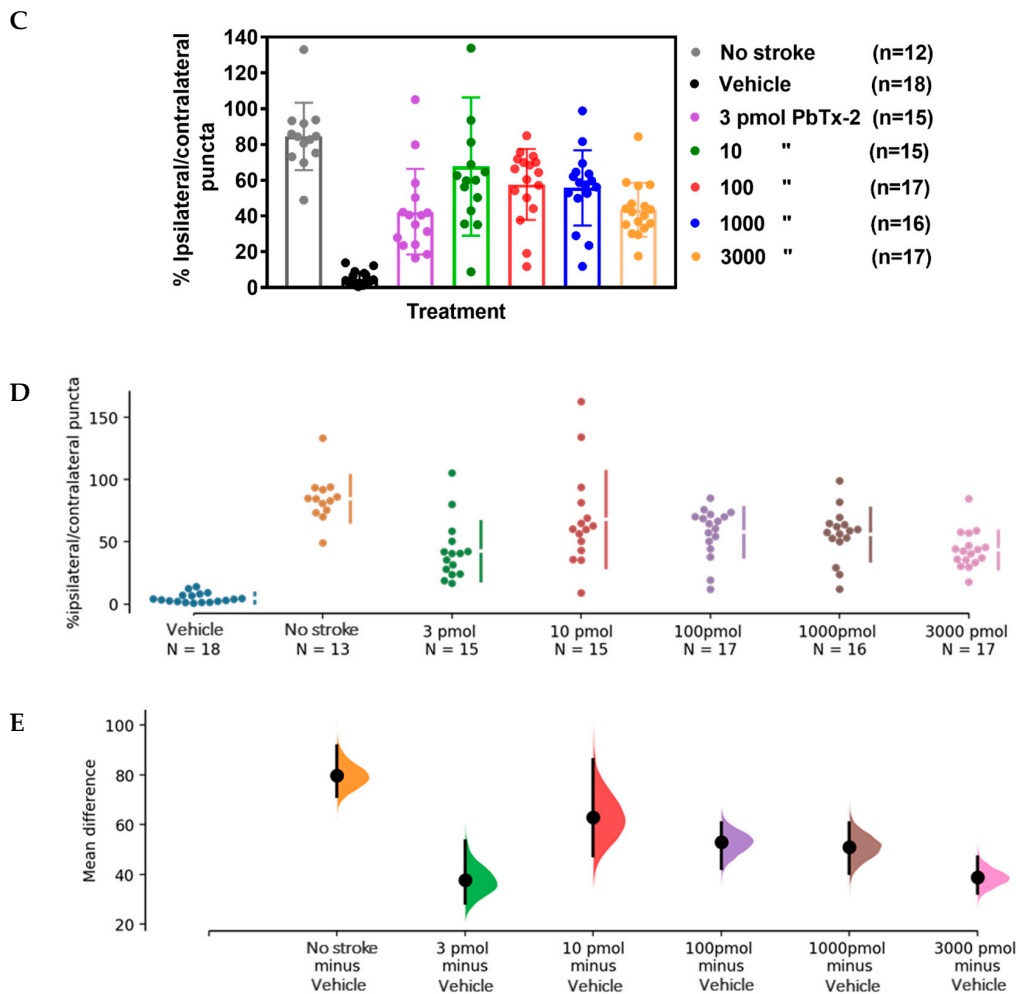 C
% Ipsilateral/contralateral
puncta
140
120
100
80
60
40
20
0
Treatment
No stroke (n=12)
Vehicle (n=18)
3 pmol PbTx-2 (n=15)
10 " (n=15)
100 " (n=17)
1000 " (n=16)
3000 " (n=17)
D
%ipsilateral/contralateral puncta
150
100
50
0
Vehicle No stroke 3 pmol 10 pmol 100pmol 1000pmol 3000 pmol
N = 18 N = 13 N = 15 N = 15 N = 17 N = 16 N = 17
E
Mean difference
100
80
60
40
20
No stroke 3 pmol 10 pmol 100pmol 1000pmol 3000 pmol
minus minus minus minus minus minus
Vehicle Vehicle Vehicle Vehicle Vehicle Vehicle